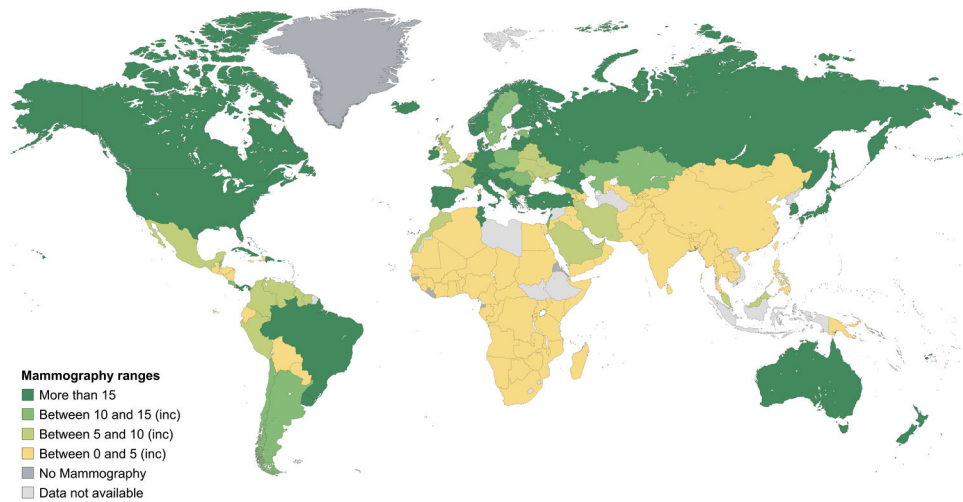 Mammography ranges
More than 15
Between 10 and 15 (inc)
Between 5 and 10 (inc)
Between 0 and 5 (inc)
No Mammography
Data not available